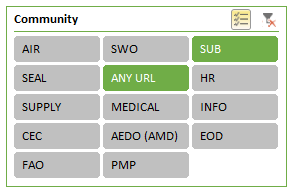 Community
AIR SWO SUB
SEAL ANY URL HR
SUPPLY MEDICAL INFO
CEC AEDO (AMD) EOD
FAO PMP